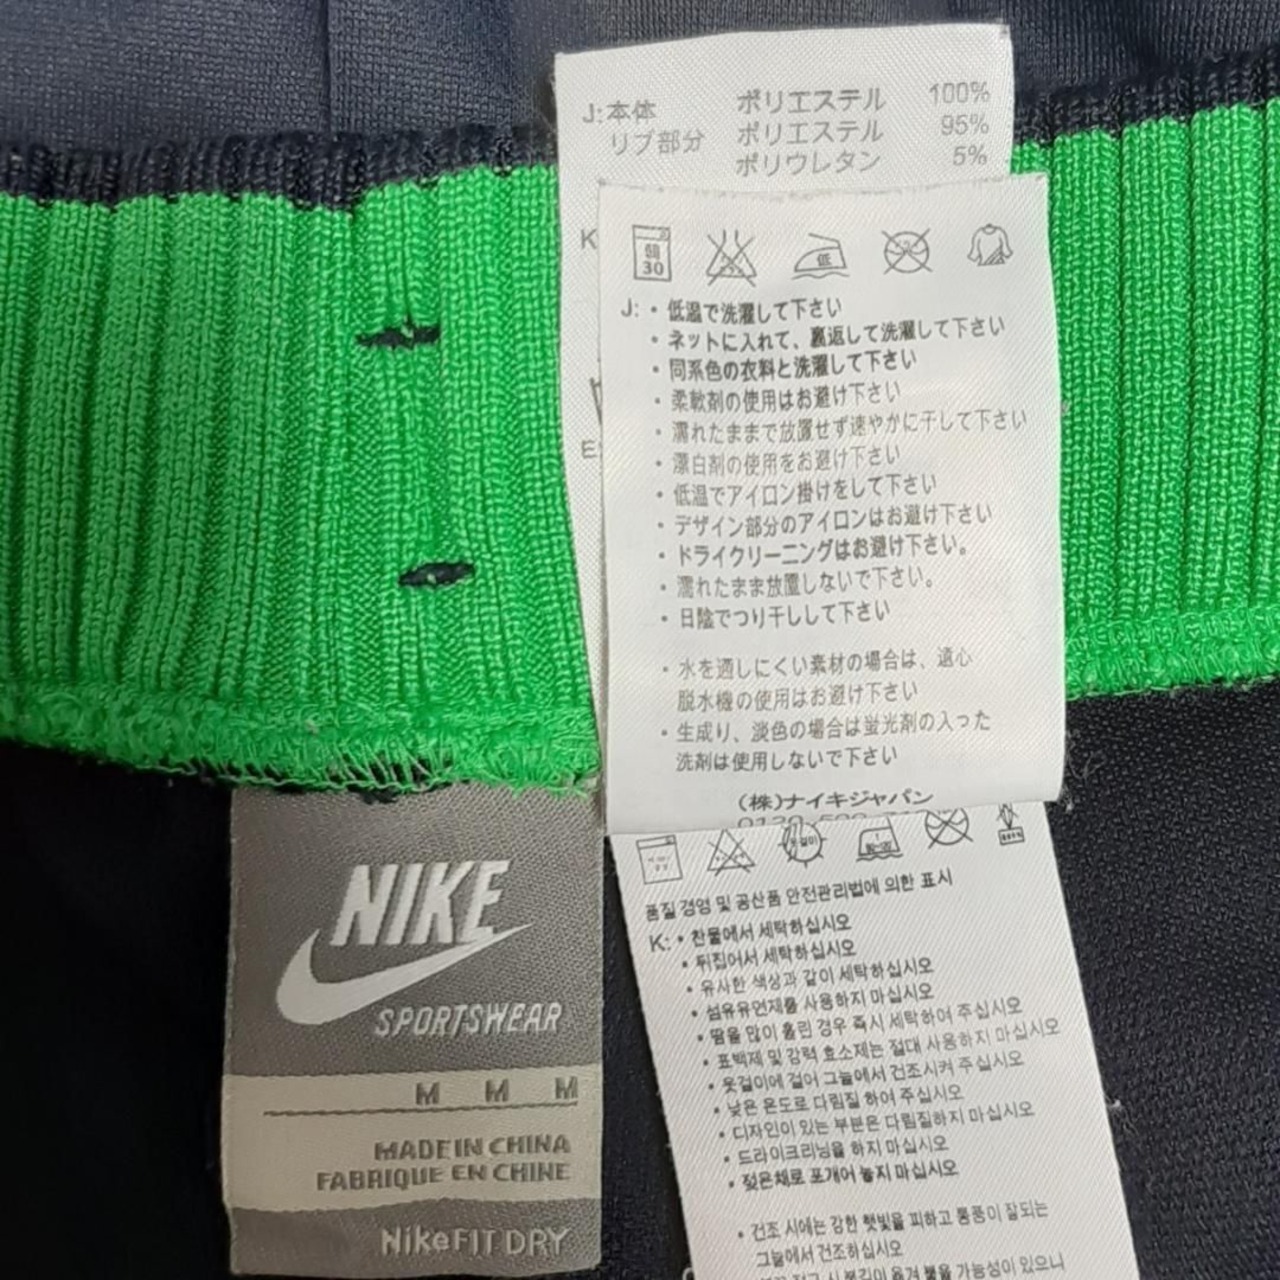 J:本体 ポリエステル 100%
リブ部分 ポリエステル 95%
ポリウレタン 5%
K
E
30
低
J: ・低温で洗濯して下さい
・ネットに入れて、裏返して洗濯して下さい
・同系色の衣料と洗濯して下さい
・柔軟剤の使用はお避け下さい
・濡れたままで放置せず速やかに干して下さい
・漂白剤の使用をお避け下さい
・低温でアイロン掛けをして下さい
・デザイン部分のアイロンはお避け下さい
・ドライクリーニングはお避け下さい。
・濡れたまま放置しないで下さい。
・日陰でつり干しして下さい
・水を通しにくい素材の場合は、遠心
脱水機の使用はお避け下さい
・生成り、淡色の場合は蛍光剤の入った
洗剤は使用しないで下さい
(株)ナイキジャパン
품질 경영 및 공산품 안전관리법에 의한 표시
K: • 찬물에서 세탁하십시오
• 뒤집어서 세탁하십시오
• 유사한 색상과 같이 세탁하십시오
• 섬유유연제를 사용하지 마십시오
• 땀을 많이 흘린 경우 즉시 세탁하여 주십시오
• 표백제 및 강력 효소제는 절대 사용하지 마십시오
• 옷걸이에 걸어 그늘에서 건조시켜 주십시오
• 낮은 온도로 다림질 하여 주십시오
• 디자인이 있는 부분은 다림질하지 마십시오
• 드라이크리닝을 하지 마십시오
• 젖은채로 포개어 놓지 마십시오
• 건조 시에는 강한 햇빛을 피하고 통풍이 잘되는
그늘에서 건조하십시오
옮겨 붙을 가능성이 있으니
NIKE
SPORTSWEAR
M M M
MADE IN CHINA
FABRIQUE EN CHINE
NikeFIT DRY